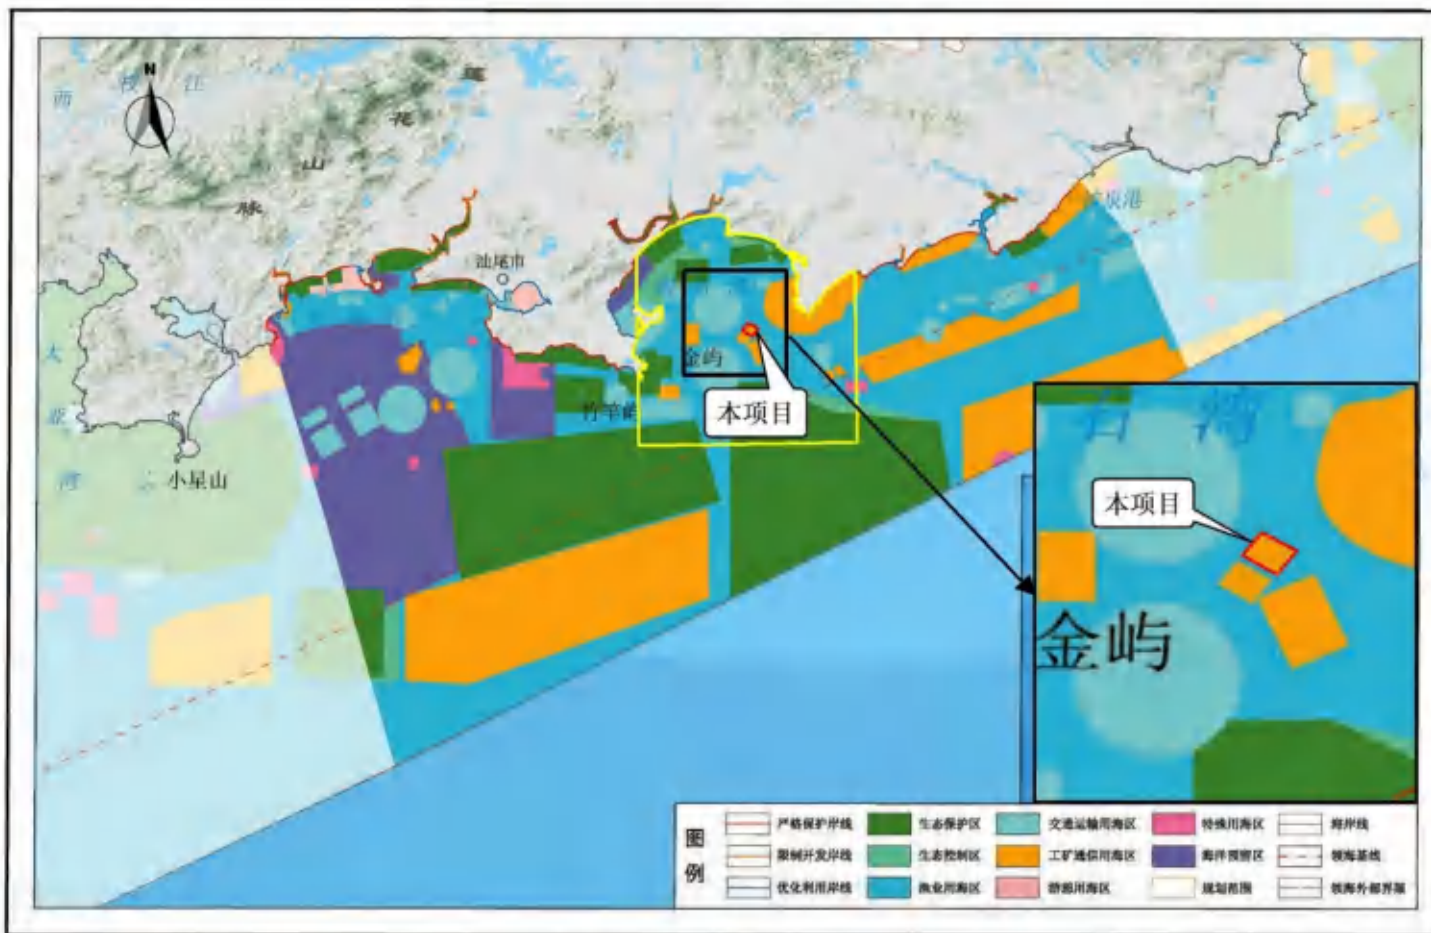 N
西 枝 江
莲
花
山
脉
汕尾市
大
亚
湾
小星山
竹竿屿
金屿
本项目
本项目
金屿
图
例
严格保护岸线
生态保护区
交通运输用海区
特殊用海区
海岸线
限制开发岸线
生态控制区
工矿通信用海区
海洋预留区
领海基线
优化利用岸线
渔业用海区
游憩用海区
规划范围
领海外部界限